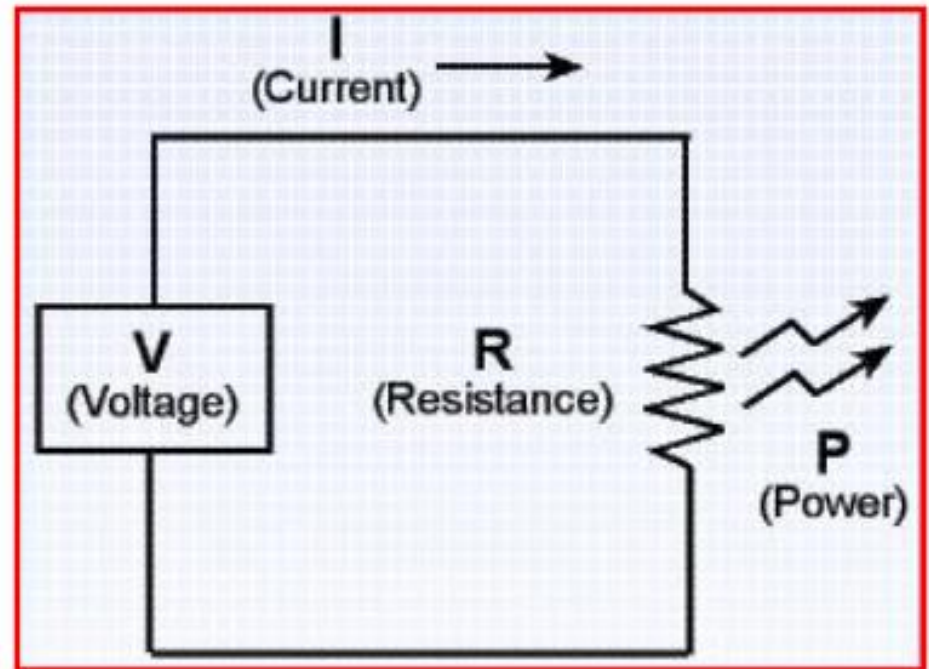 I
(Current)
V
(Voltage)
R
(Resistance)
P
(Power)